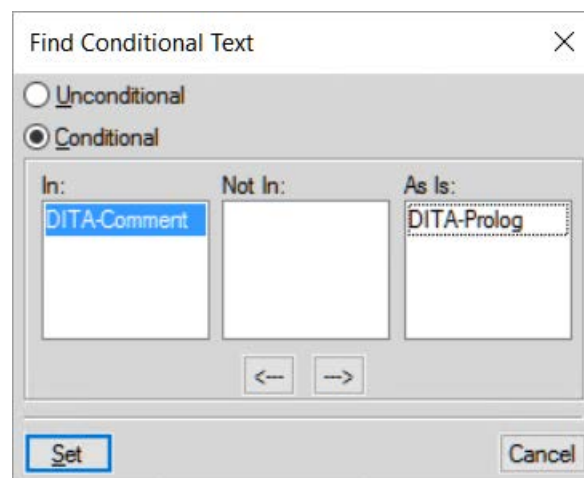 Find Conditional Text
Unconditional
Conditional
In: Not In: As Is:
DITA-Comment DITA-Prolog
<--- --->
Set Cancel